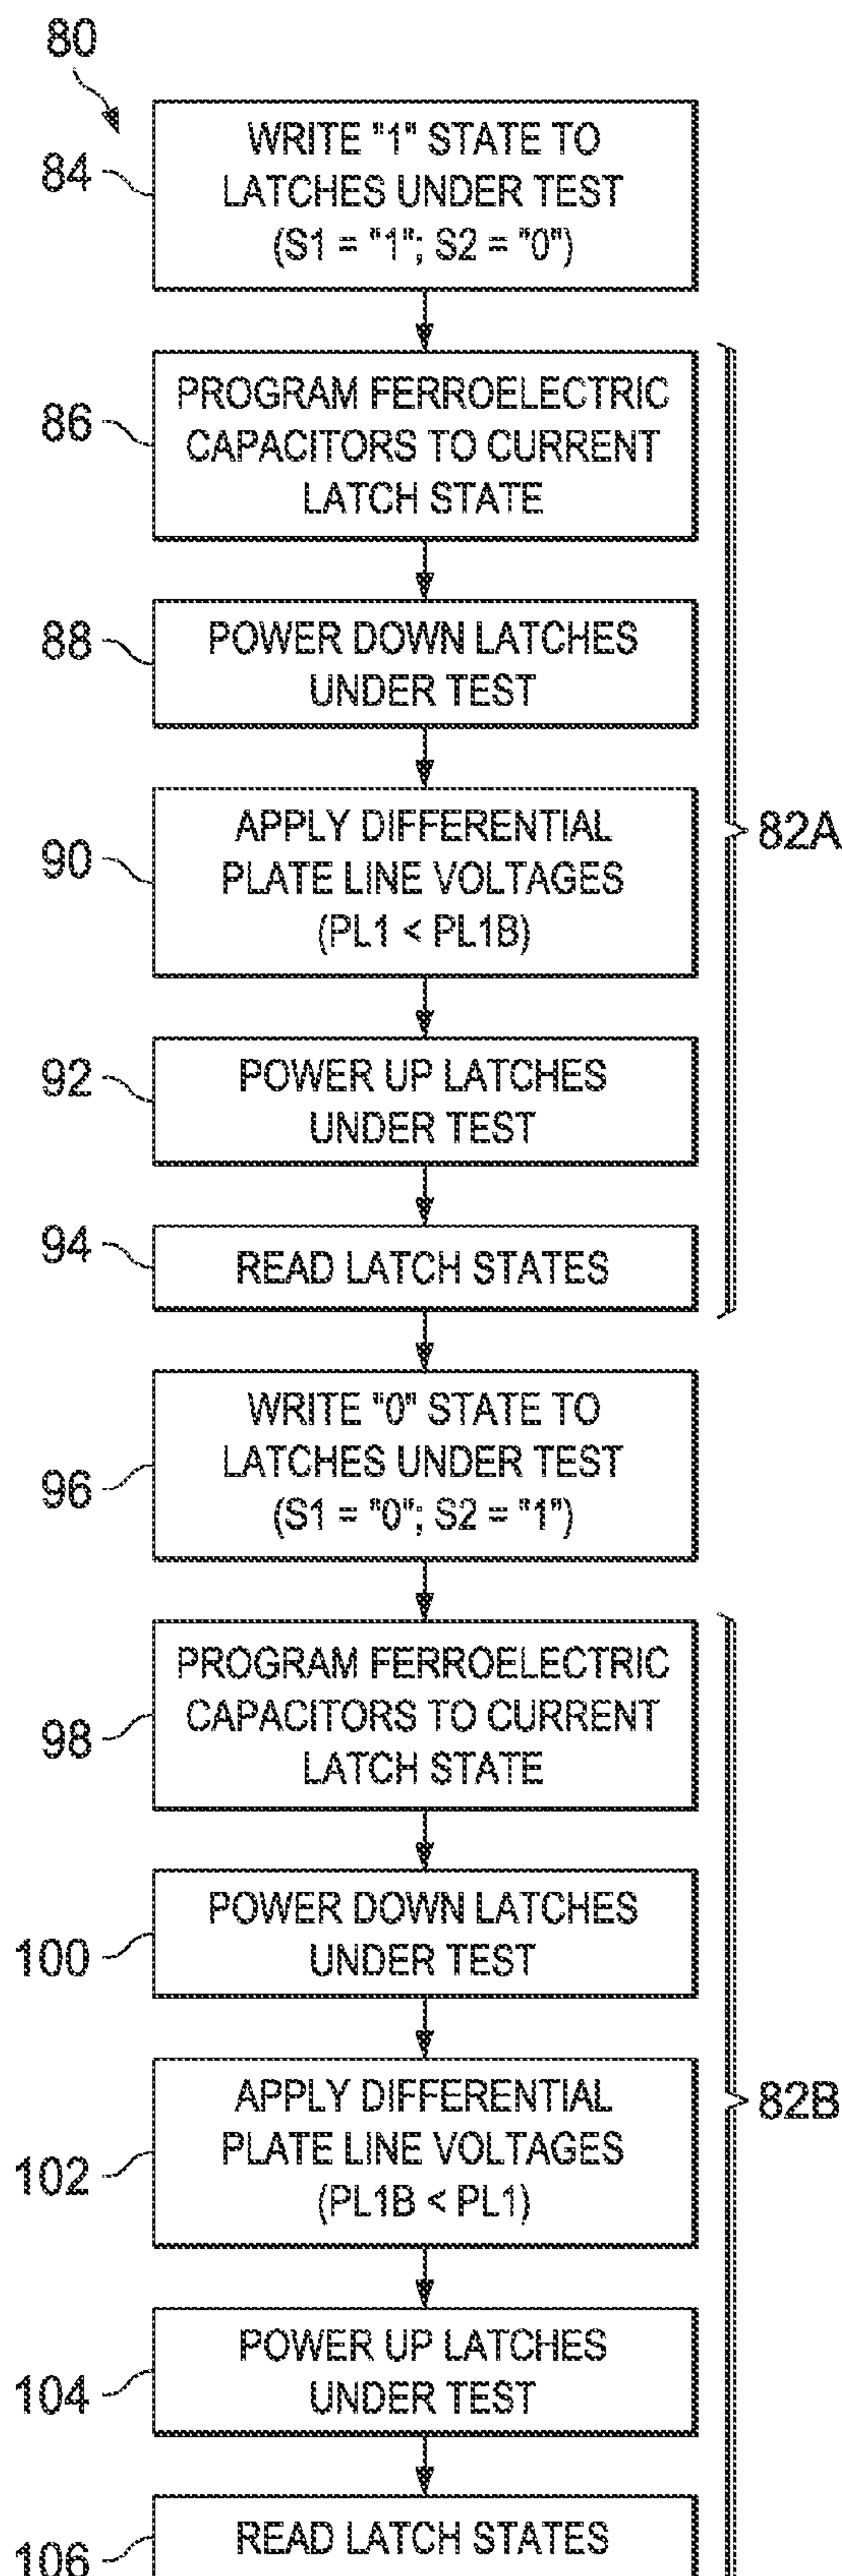 80
84
WRITE "1" STATE TO
LATCHES UNDER TEST
(S1 = "1"; S2 = "0")
86
PROGRAM FERROELECTRIC
CAPACITORS TO CURRENT
LATCH STATE
88
POWER DOWN LATCHES
UNDER TEST
90
APPLY DIFFERENTIAL
PLATE LINE VOLTAGES
(PL1 < PL1B)
82A
92
POWER UP LATCHES
UNDER TEST
94
READ LATCH STATES
96
WRITE "0" STATE TO
LATCHES UNDER TEST
(S1 = "0"; S2 = "1")
98
PROGRAM FERROELECTRIC
CAPACITORS TO CURRENT
LATCH STATE
100
POWER DOWN LATCHES
UNDER TEST
102
APPLY DIFFERENTIAL
PLATE LINE VOLTAGES
(PL1B < PL1)
82B
104
POWER UP LATCHES
UNDER TEST
106
READ LATCH STATES